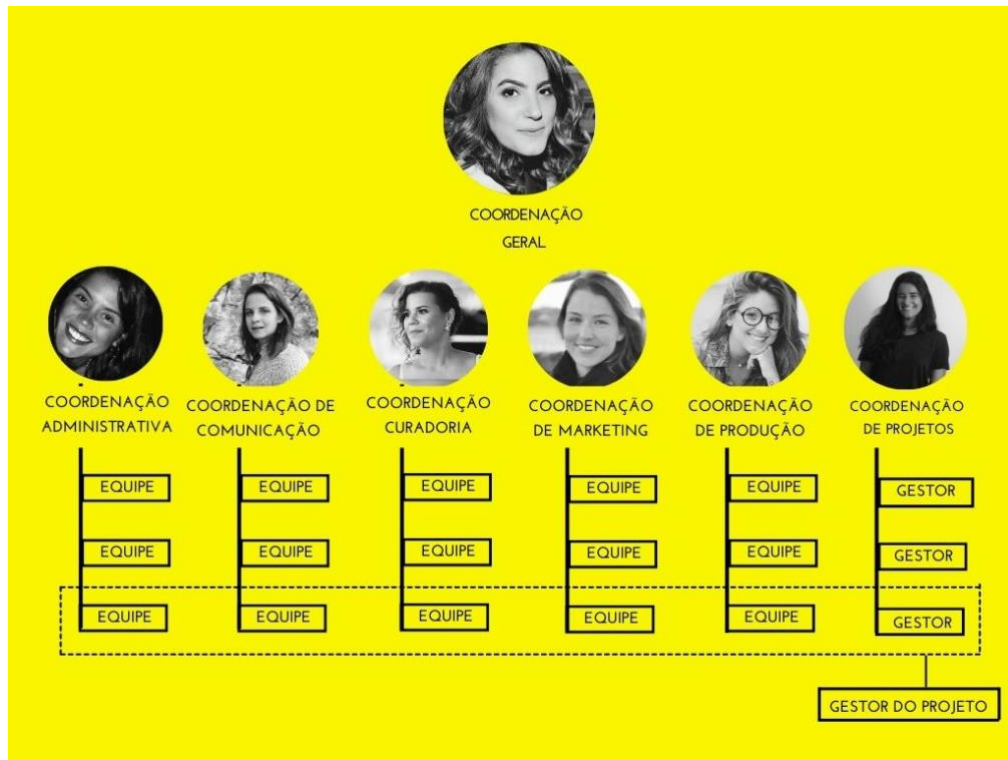 COORDENAÇÃO
GERAL
COORDENAÇÃO
ADMINISTRATIVA
COORDENAÇÃO DE
COMUNICAÇÃO
COORDENAÇÃO
CURADORIA
COORDENAÇÃO
DE MARKETING
COORDENAÇÃO
DE PRODUÇÃO
COORDENAÇÃO
DE PROJETOS
EQUIPE
EQUIPE
EQUIPE
EQUIPE
EQUIPE
GESTOR
EQUIPE
EQUIPE
EQUIPE
EQUIPE
EQUIPE
GESTOR
EQUIPE
EQUIPE
EQUIPE
EQUIPE
EQUIPE
GESTOR
GESTOR DO PROJETO